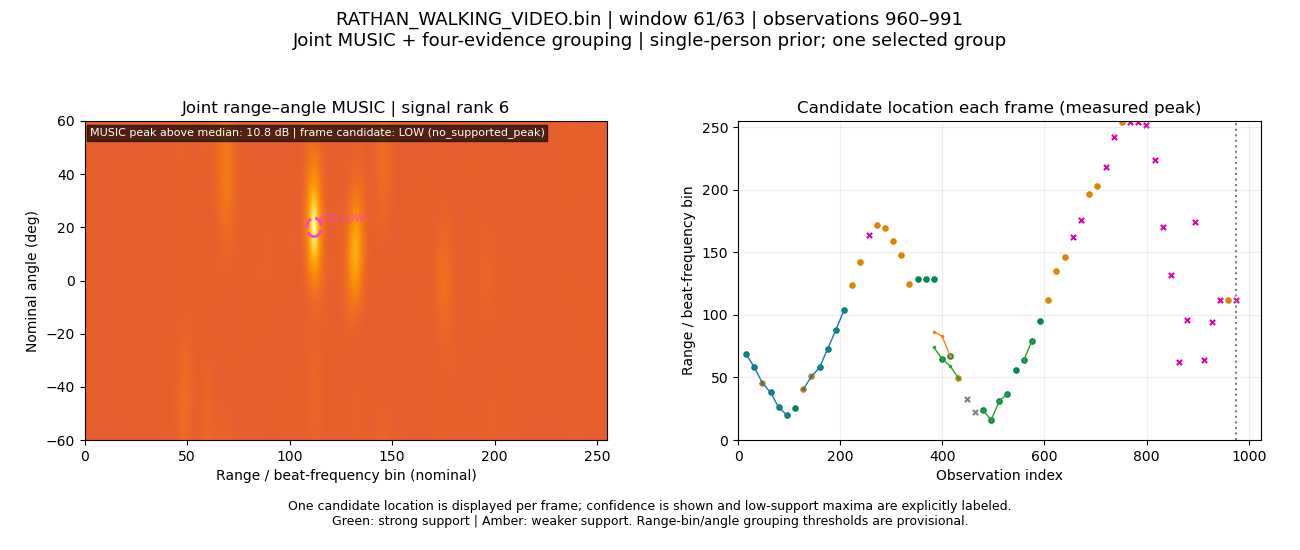 RATHAN_WALKING_VIDEO.bin | window 61/63 | observations 960–991
Joint MUSIC + four-evidence grouping | single-person prior; one selected group
Joint range–angle MUSIC | signal rank 6
MUSIC peak above median: 10.8 dB | frame candidate: LOW (no_supported_peak)
60
40
20
0
−20
−40
−60
Nominal angle (deg)
0
50
100
150
200
250
Range / beat-frequency bin (nominal)
Candidate location each frame (measured peak)
250
200
150
100
50
0
Range / beat-frequency bin
0
200
400
600
800
1000
Observation index
One candidate location is displayed per frame; confidence is shown and low-support maxima are explicitly labeled.
Green: strong support | Amber: weaker support. Range-bin/angle grouping thresholds are provisional.